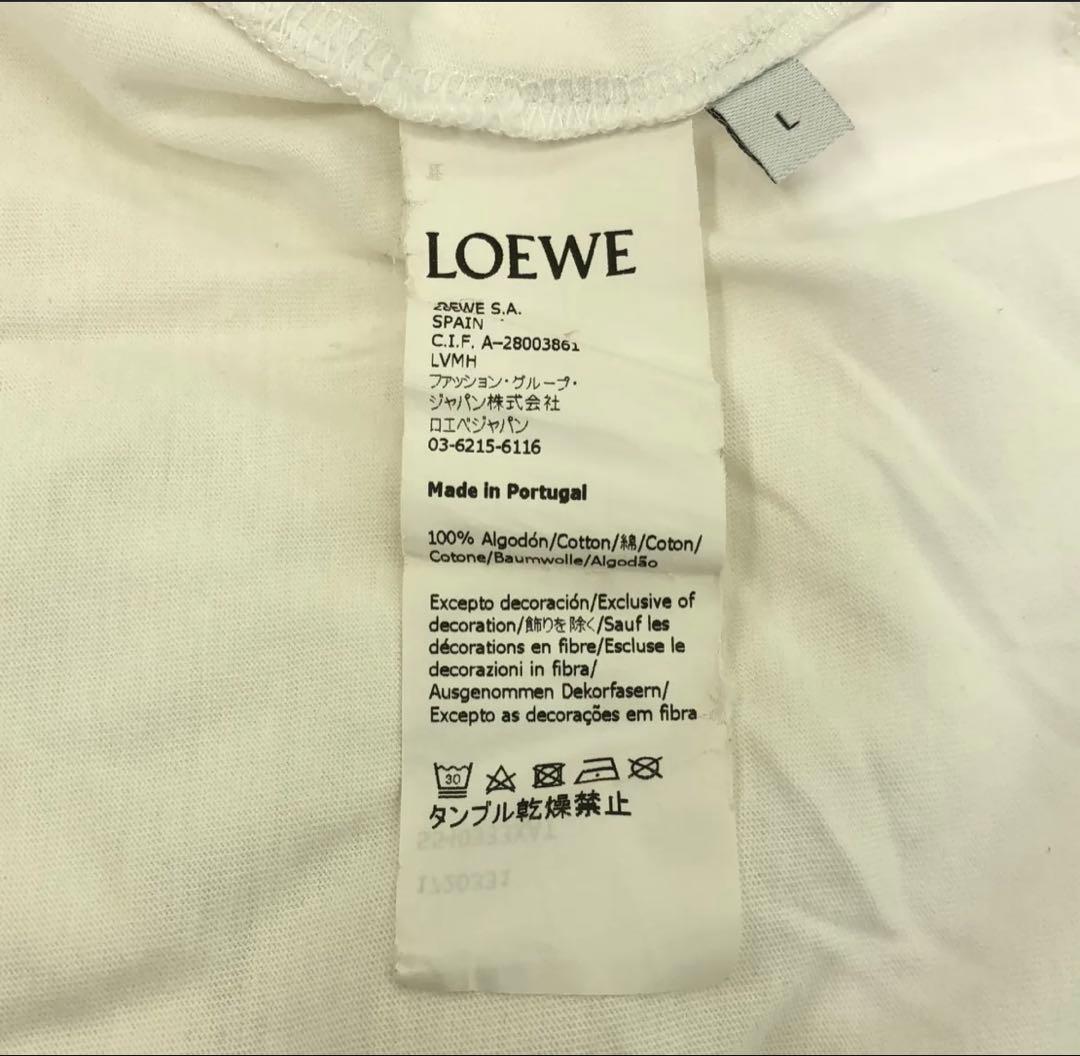 L
LOEWE
LOEWE S.A.
SPAIN
C.I.F. A-28003861
LVMH
ファッション・グループ・
ジャパン株式会社
ロエベジャパン
03-6215-6116
Made in Portugal
100% Algodón/Cotton/綿/Coton/
Cotone/Baumwolle/Algodão
Excepto decoración/Exclusive of
decoration/飾りを除く/Sauf les
décorations en fibre/Escluse le
decorazioni in fibra/
Ausgenommen Dekorfasern/
Excepto as decorações em fibra
30
タンブル乾燥禁止